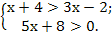 x + 4 > 3x − 2;
5x + 8 > 0.